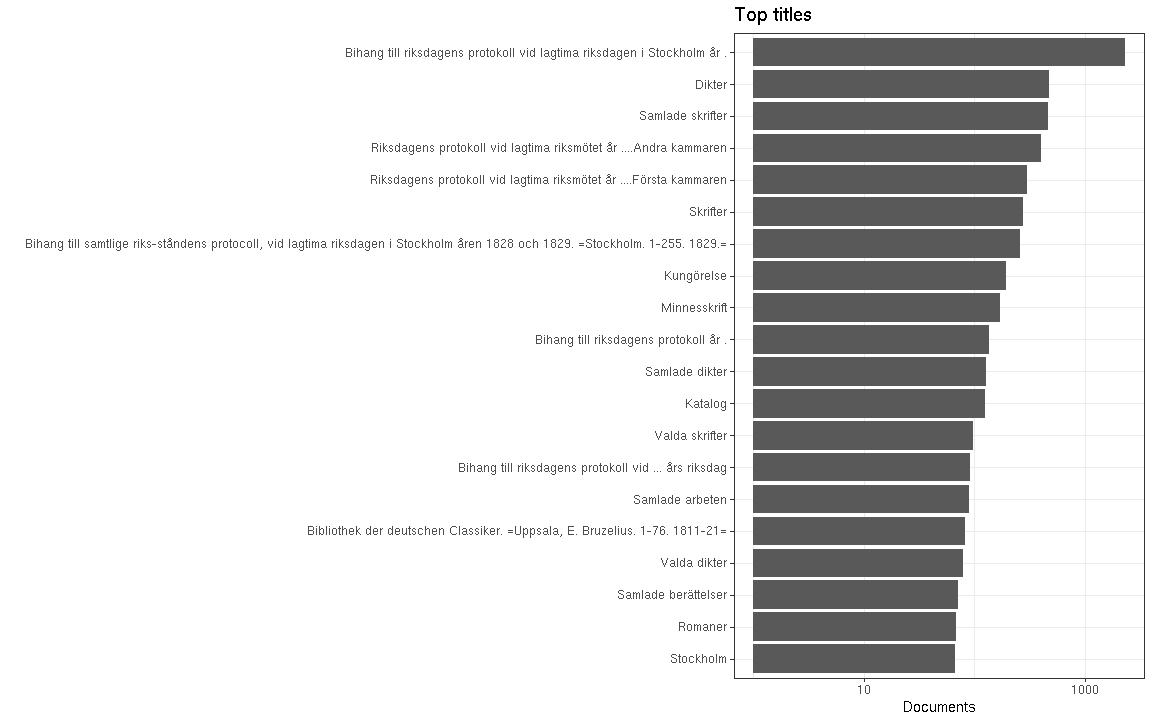 Top titles
Bihang till riksdagens protokoll vid lagtima riksdagen i Stockholm år .
Dikter
Samlade skrifter
Riksdagens protokoll vid lagtima riksmötet år ....Andra kammaren
Riksdagens protokoll vid lagtima riksmötet år ....Första kammaren
Skrifter
Bihang till samtlige riks-ståndens protocoll, vid lagtima riksdagen i Stockholm åren 1828 och 1829. =Stockholm. 1-255. 1829.=
Kungörelse
Minnesskrift
Bihang till riksdagens protokoll år .
Samlade dikter
Katalog
Valda skrifter
Bihang till riksdagens protokoll vid ... års riksdag
Samlade arbeten
Bibliothek der deutschen Classiker. =Uppsala, E. Bruzelius. 1-76. 1811-21=
Valda dikter
Samlade berättelser
Romaner
Stockholm
10 1000
Documents